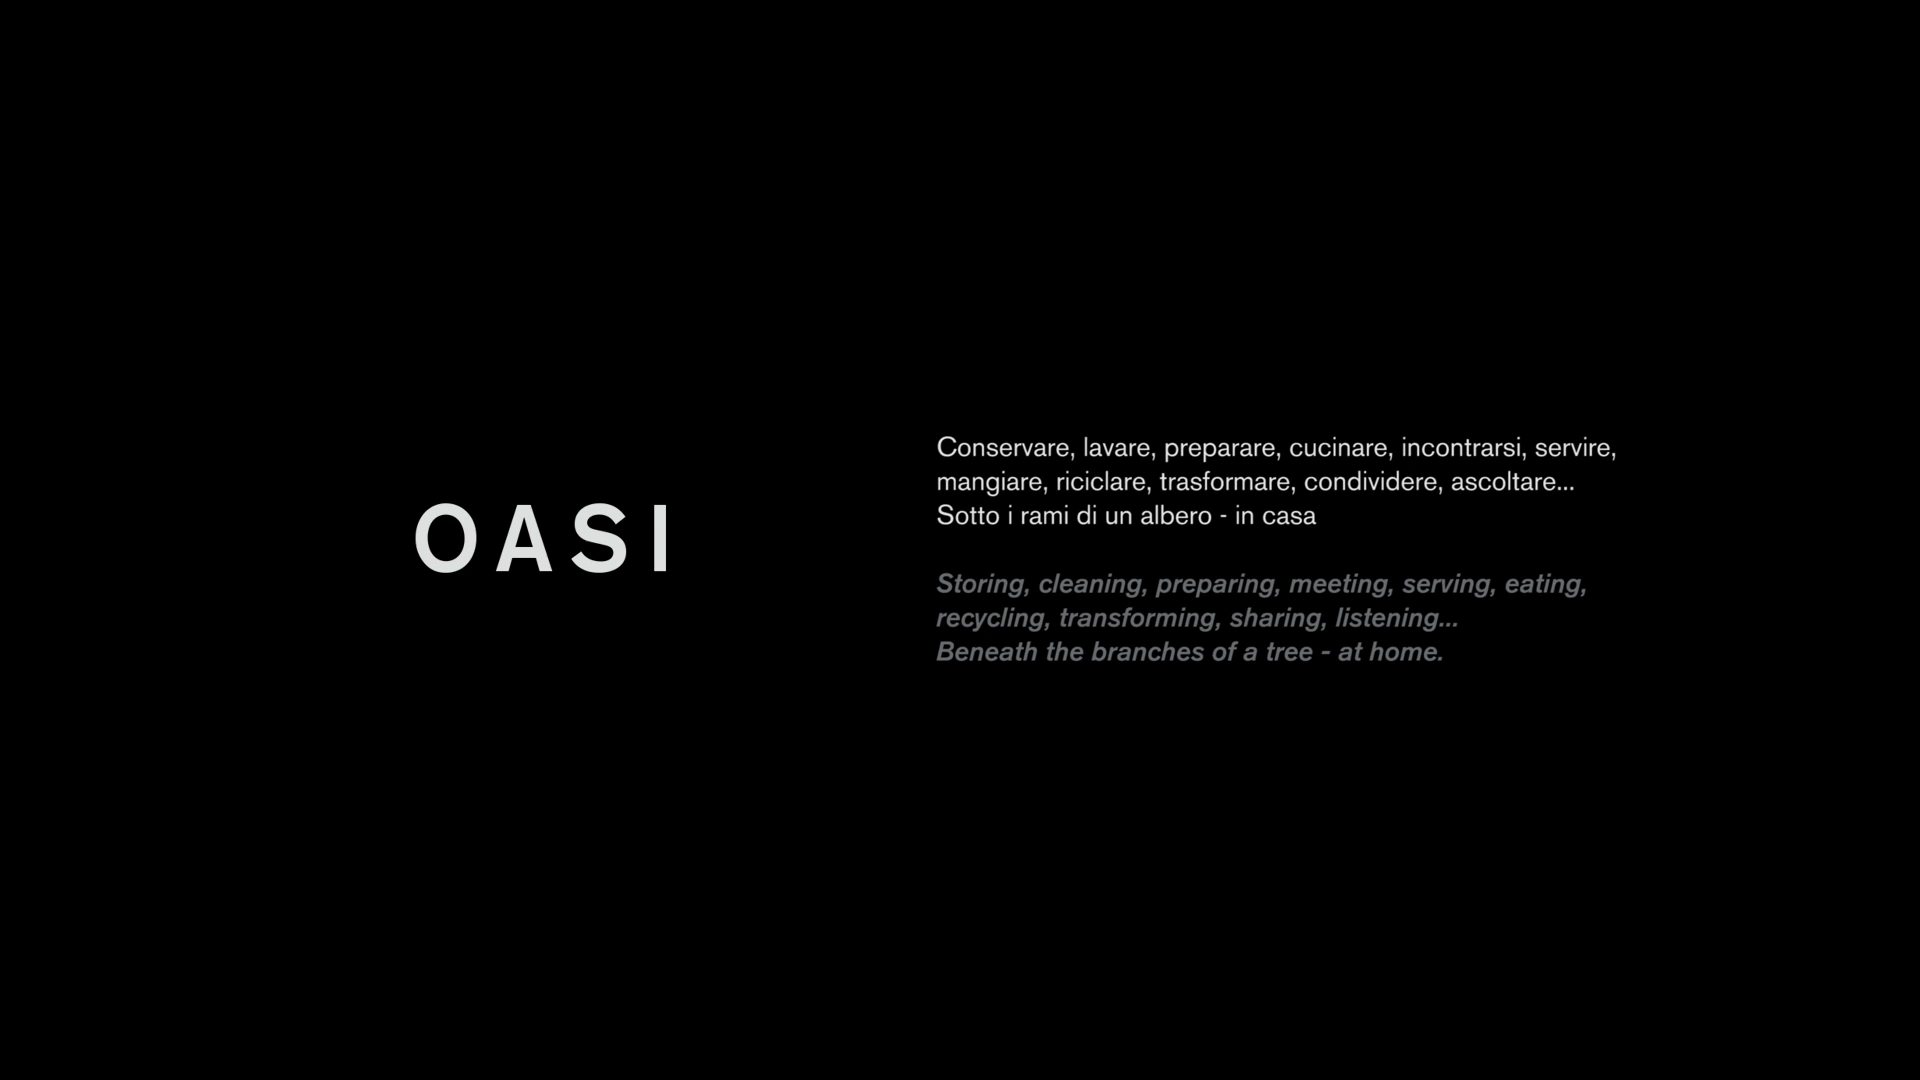 OASI
Conservare, lavare, preparare, cucinare, incontrarsi, servire,
mangiare, riciclare, trasformare, condividere, ascoltare...
Sotto i rami di un albero - in casa
Storing, cleaning, preparing, meeting, serving, eating,
recycling, transforming, sharing, listening...
Beneath the branches of a tree - at home.